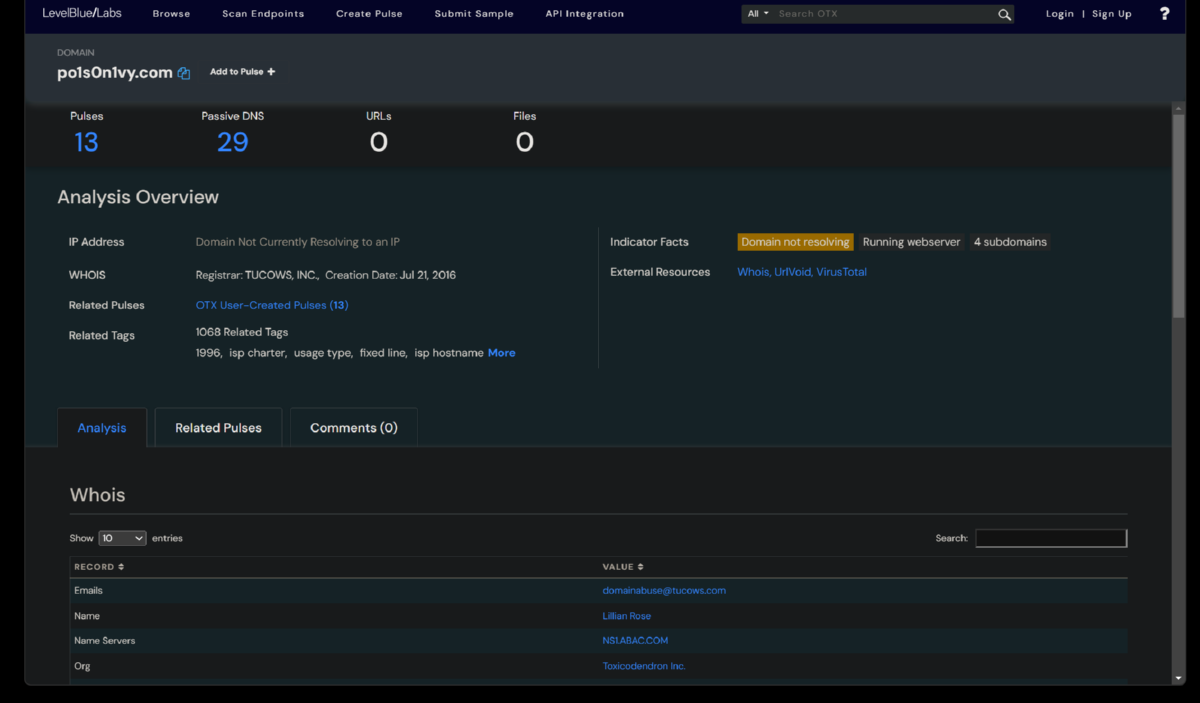 LevelBlue/Labs Browse Scan Endpoints Create Pulse Submit Sample API Integration All Search OTX Login | Sign Up ?
DOMAIN
po1s0n1vy.com Add to Pulse +
Pulses Passive DNS URLs Files
13 29 0 0
Analysis Overview
IP Address Domain Not Currently Resolving to an IP Indicator Facts Domain not resolving Running webserver 4 subdomains
WHOIS Registrar: TUCOWS, INC., Creation Date: Jul 21, 2016 External Resources Whois, UrlVoid, VirusTotal
Related Pulses OTX User-Created Pulses (13)
Related Tags 1068 Related Tags
1996, isp charter, usage type, fixed line, isp hostname More
Analysis Related Pulses Comments (0)
Whois
Show 10 entries Search:
RECORD VALUE
Emails domainabuse@tucows.com
Name Lillian Rose
Name Servers NS1.ABAC.COM
Org Toxicodendron Inc.